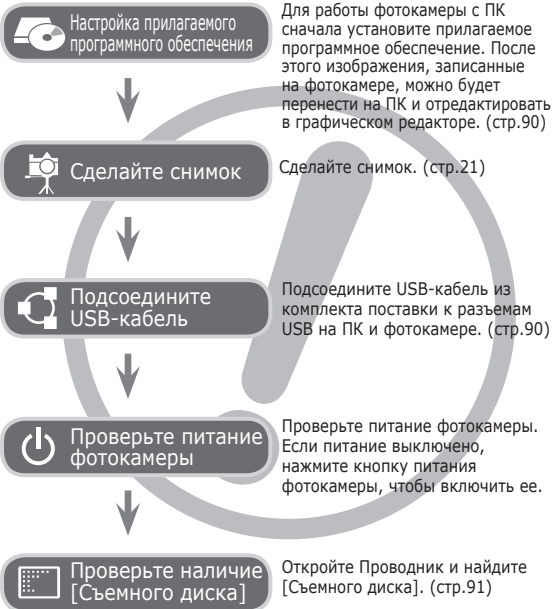 Настройка прилагаемого
программного обеспечения
Для работы фотокамеры с ПК
сначала установите прилагаемое
программное обеспечение. После
этого изображения, записанные
на фотокамере, можно будет
перенести на ПК и отредактировать
в графическом редакторе. (стр.90)
Сделайте снимок
Сделайте снимок. (стр.21)
Подсоедините
USB-кабель
Подсоедините USB-кабель из
комплекта поставки к разъемам
USB на ПК и фотокамере. (стр.90)
Проверьте питание
фотокамеры
Проверьте питание фотокамеры.
Если питание выключено,
нажмите кнопку питания
фотокамеры, чтобы включить ее.
Проверьте наличие
[Съемного диска]
Откройте Проводник и найдите
[Съемного диска]. (стр.91)